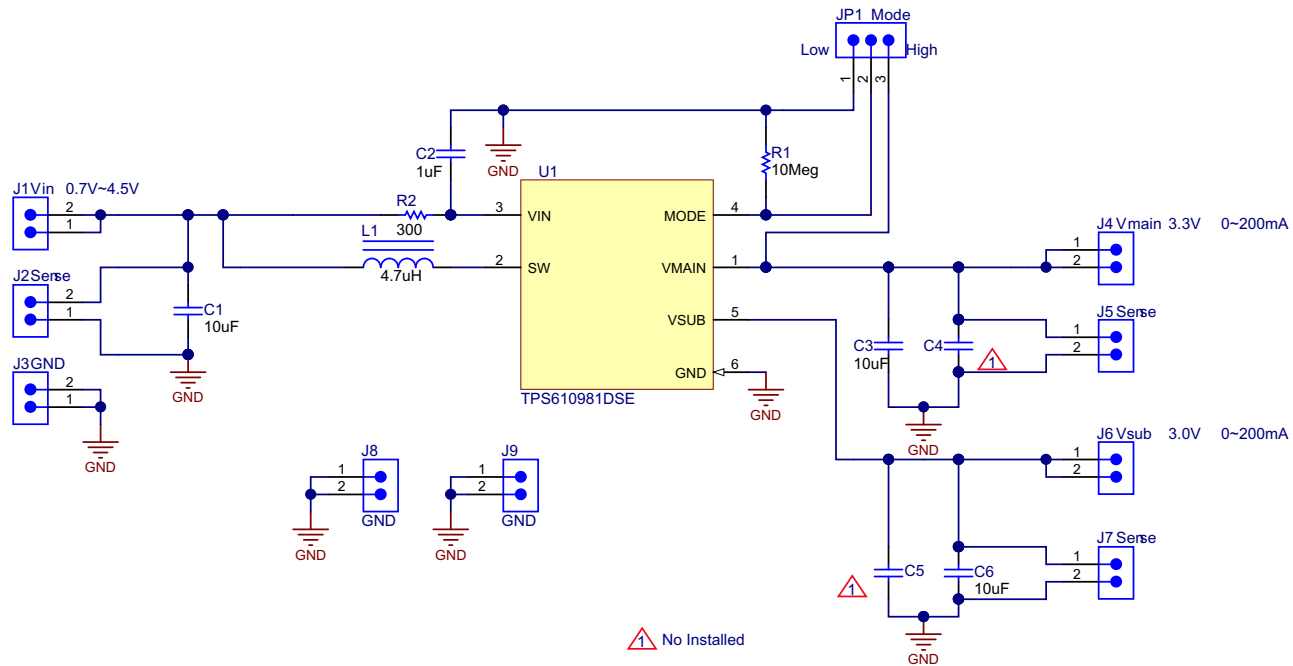 JP1 Mode
Low High
1 2 3
C2
1uF
GND
R1
10Meg
U1
J1 Vin 0.7V~4.5V
2
1
R2
300
3 VIN
MODE 4
L1
4.7uH
2 SW
VMAIN 1
J4 Vmain 3.3V 0~200mA
1
2
J2 Sense
2
1
C1
10uF
GND
VSUB 5
C3
10uF
C4
1
J5 Sense
1
2
GND
J3 GND
2
1
GND
GND 6
GND
TPS610981DSE
J6 Vsub 3.0V 0~200mA
1
2
J8
1
2
GND
GND
J9
1
2
GND
GND
J7 Sense
1
2
C5
1
C6
10uF
GND
1 No Installed